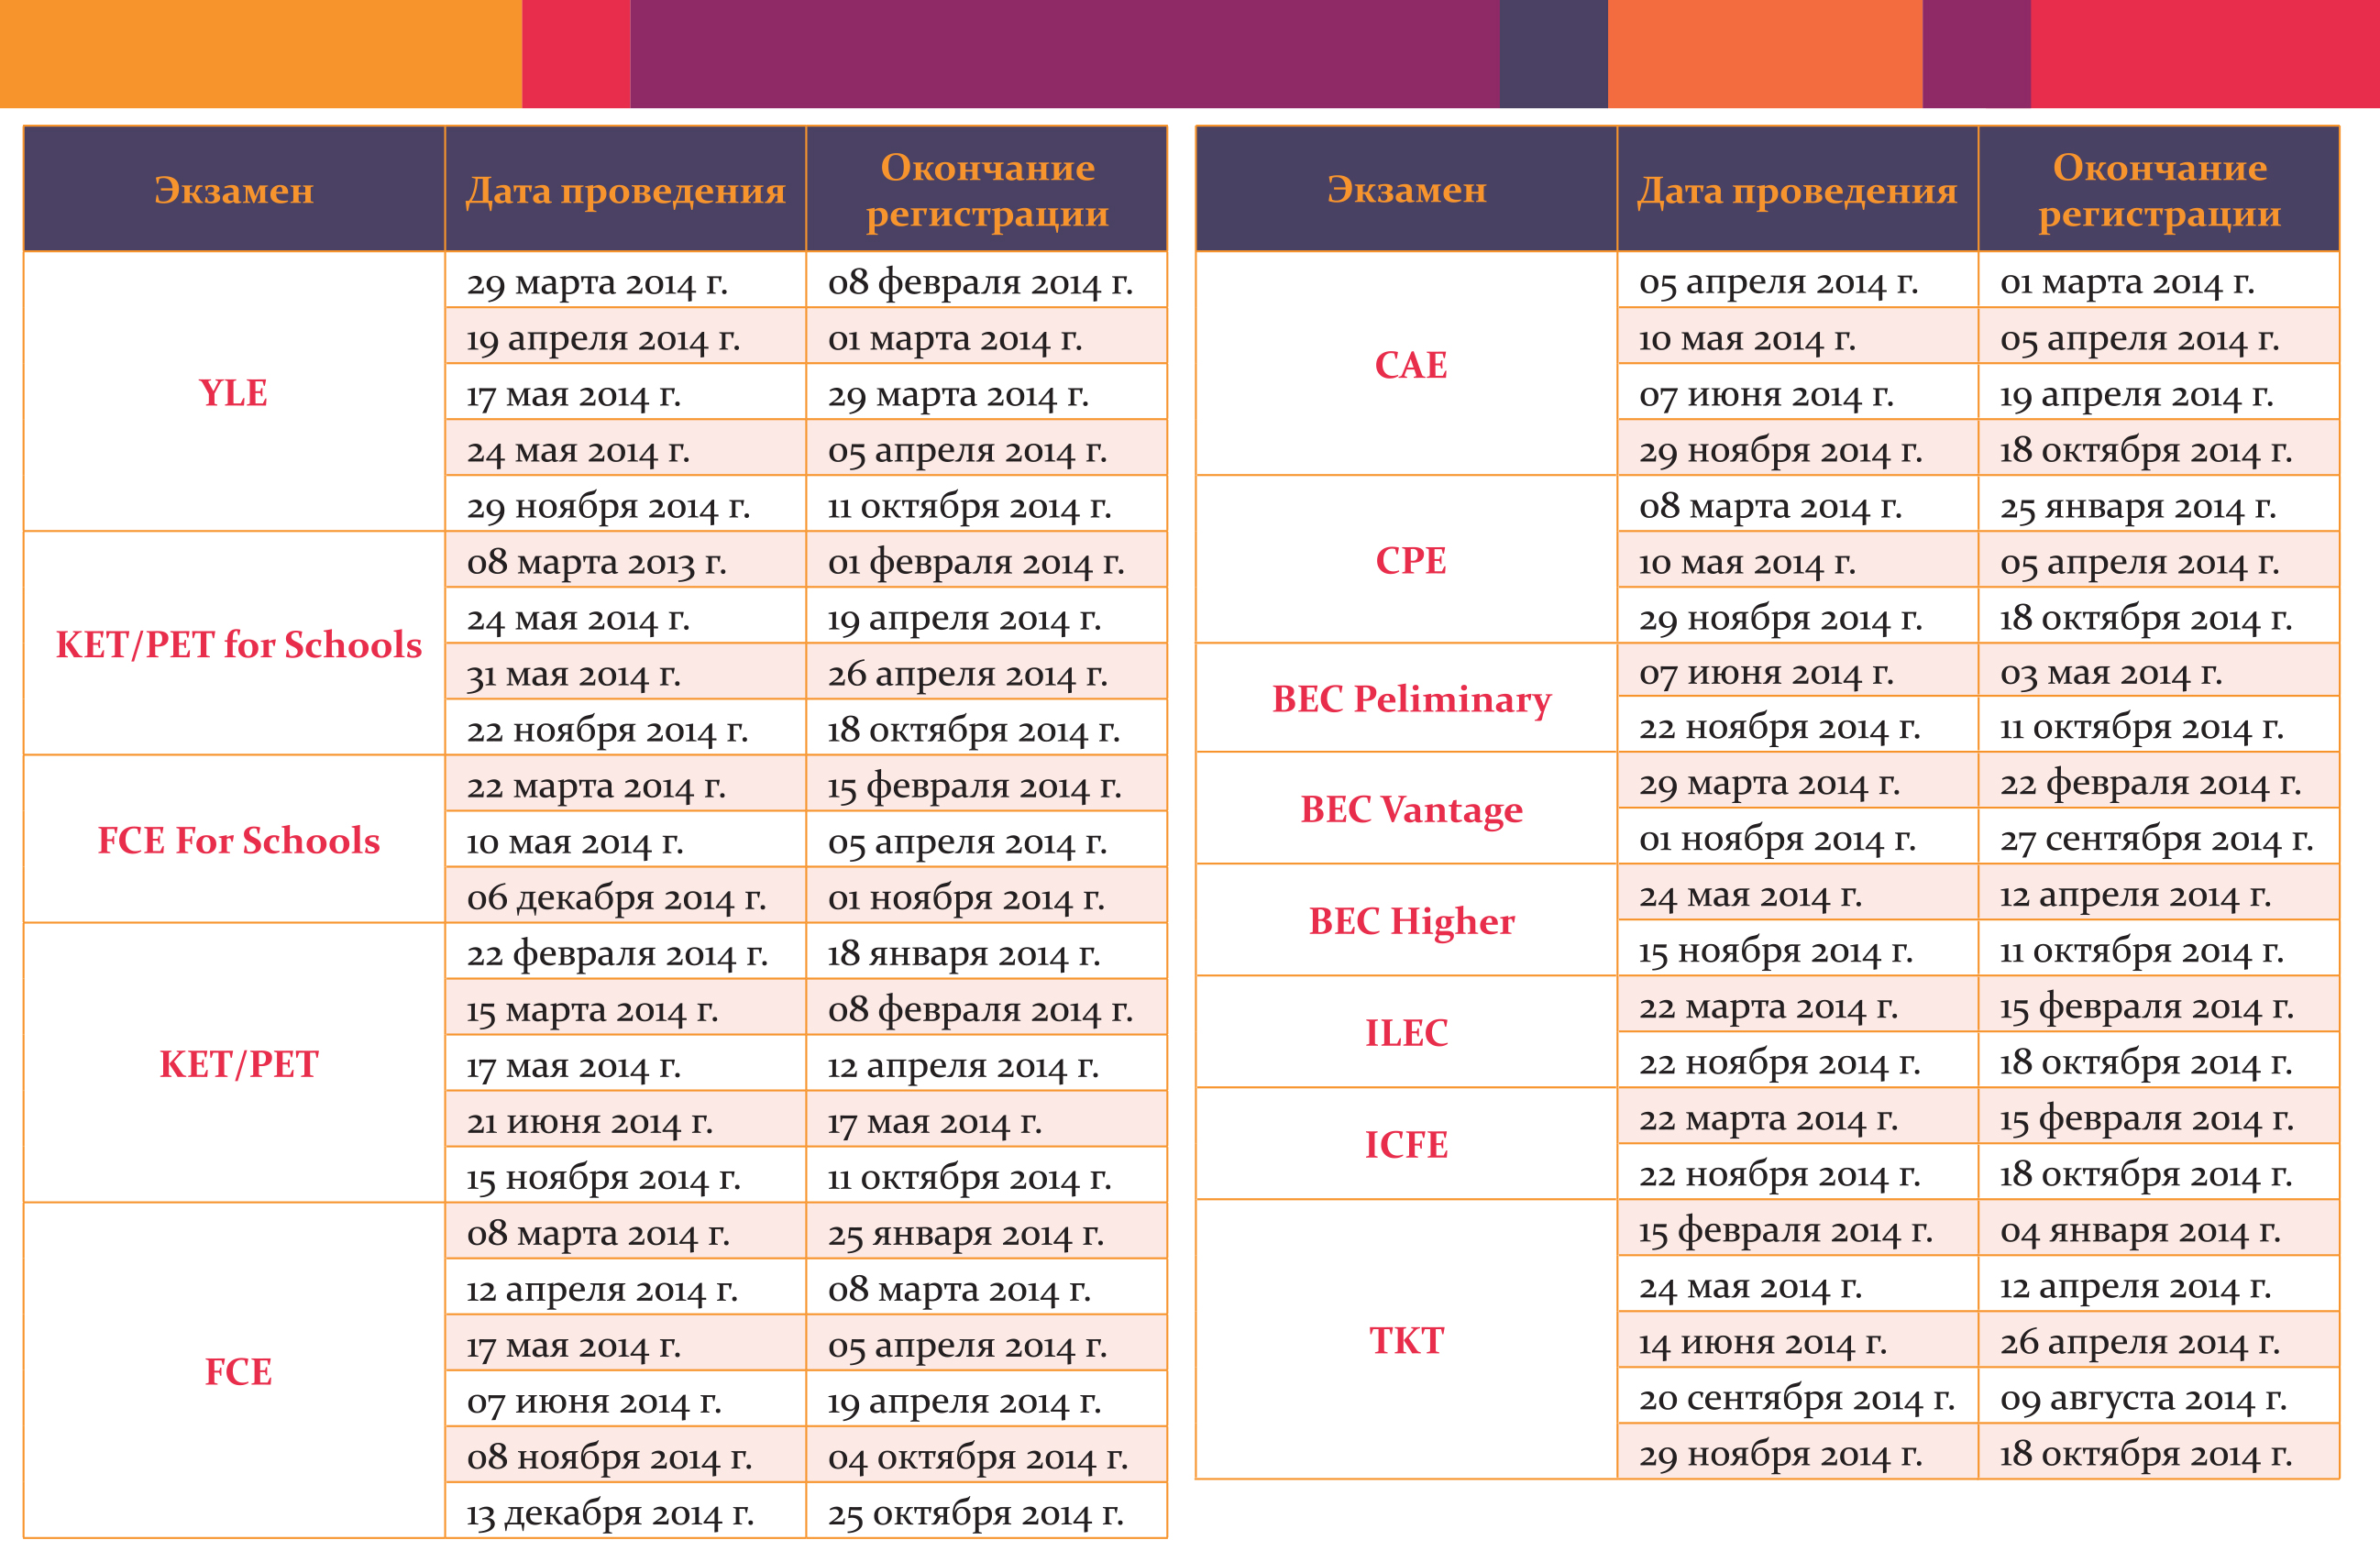 Экзамен Дата проведения Окончание регистрации
YLE
29 марта 2014 г. 08 февраля 2014 г.
19 апреля 2014 г. 01 марта 2014 г.
17 мая 2014 г. 29 марта 2014 г.
24 мая 2014 г. 05 апреля 2014 г.
29 ноября 2014 г. 11 октября 2014 г.
KET/PET for Schools
08 марта 2013 г. 01 февраля 2014 г.
24 мая 2014 г. 19 апреля 2014 г.
31 мая 2014 г. 26 апреля 2014 г.
22 ноября 2014 г. 18 октября 2014 г.
FCE For Schools
22 марта 2014 г. 15 февраля 2014 г.
10 мая 2014 г. 05 апреля 2014 г.
06 декабря 2014 г. 01 ноября 2014 г.
KET/PET
22 февраля 2014 г. 18 января 2014 г.
15 марта 2014 г. 08 февраля 2014 г.
17 мая 2014 г. 12 апреля 2014 г.
21 июня 2014 г. 17 мая 2014 г.
15 ноября 2014 г. 11 октября 2014 г.
FCE
08 марта 2014 г. 25 января 2014 г.
12 апреля 2014 г. 08 марта 2014 г.
17 мая 2014 г. 05 апреля 2014 г.
07 июня 2014 г. 19 апреля 2014 г.
08 ноября 2014 г. 04 октября 2014 г.
13 декабря 2014 г. 25 октября 2014 г.
Экзамен Дата проведения Окончание регистрации
CAE
05 апреля 2014 г. 01 марта 2014 г.
10 мая 2014 г. 05 апреля 2014 г.
07 июня 2014 г. 19 апреля 2014 г.
29 ноября 2014 г. 18 октября 2014 г.
CPE
08 марта 2014 г. 25 января 2014 г.
10 мая 2014 г. 05 апреля 2014 г.
29 ноября 2014 г. 18 октября 2014 г.
BEC Peliminary
07 июня 2014 г. 03 мая 2014 г.
22 ноября 2014 г. 11 октября 2014 г.
BEC Vantage
29 марта 2014 г. 22 февраля 2014 г.
01 ноября 2014 г. 27 сентября 2014 г.
BEC Higher
24 мая 2014 г. 12 апреля 2014 г.
15 ноября 2014 г. 11 октября 2014 г.
ILEC
22 марта 2014 г. 15 февраля 2014 г.
22 ноября 2014 г. 18 октября 2014 г.
ICFE
22 марта 2014 г. 15 февраля 2014 г.
22 ноября 2014 г. 18 октября 2014 г.
TKT
15 февраля 2014 г. 04 января 2014 г.
24 мая 2014 г. 12 апреля 2014 г.
14 июня 2014 г. 26 апреля 2014 г.
20 сентября 2014 г. 09 августа 2014 г.
29 ноября 2014 г. 18 октября 2014 г.